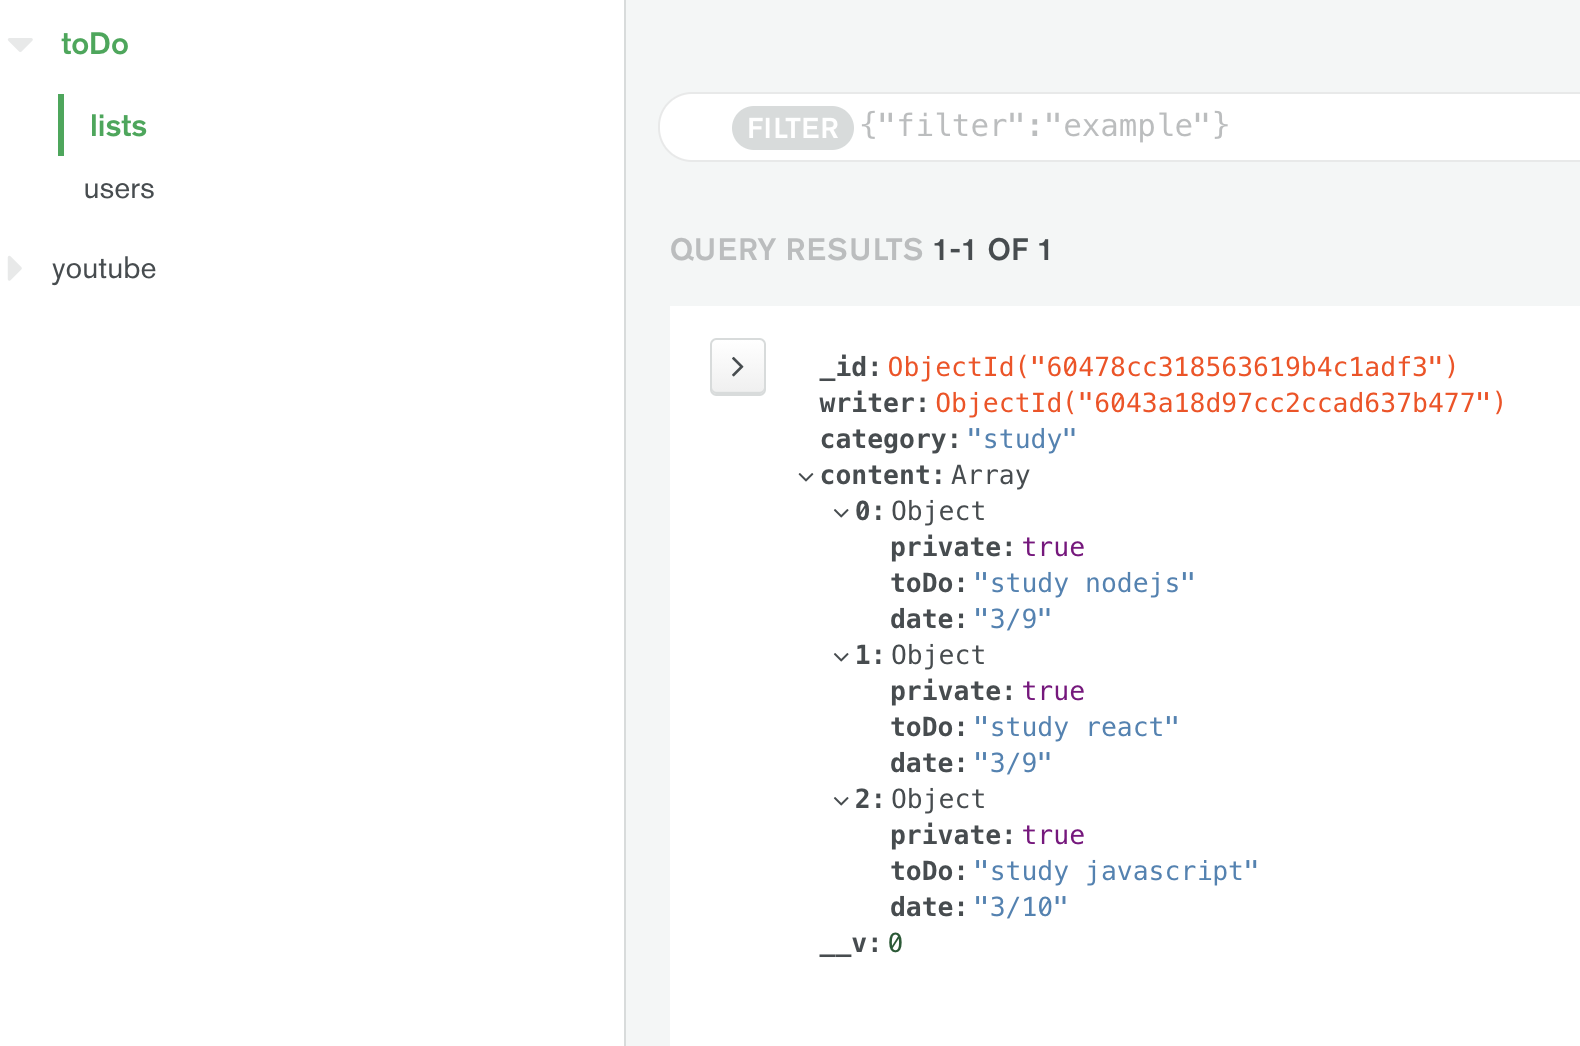 toDo
lists
users
youtube
FILTER {"filter":"example"}
QUERY RESULTS 1-1 OF 1
_id: ObjectId("60478cc318563619b4c1adf3")
writer: ObjectId("6043a18d97cc2ccad637b477")
category: "study"
content: Array
0: Object
private: true
toDo: "study nodejs"
date: "3/9"
1: Object
private: true
toDo: "study react"
date: "3/9"
2: Object
private: true
toDo: "study javascript"
date: "3/10"
__v: 0